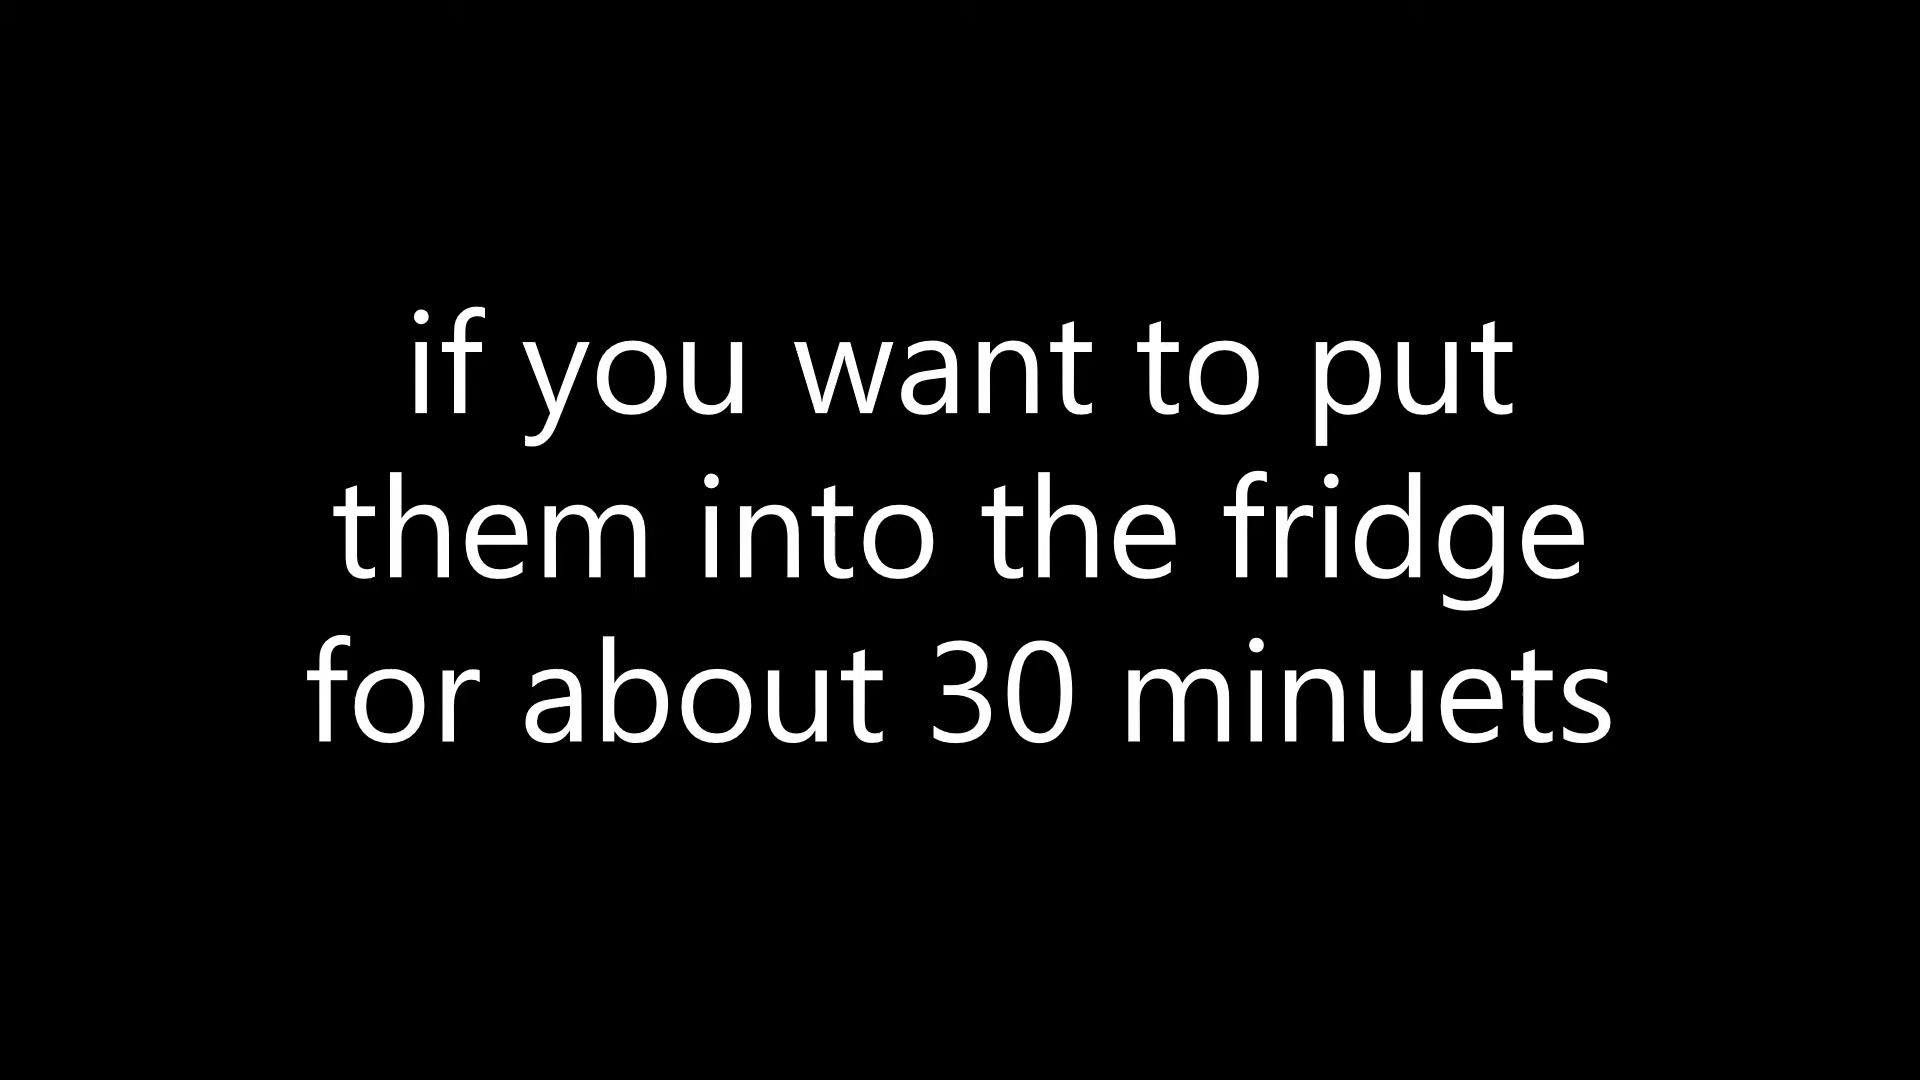 if you want to put
them into the fridge
for about 30 minuets